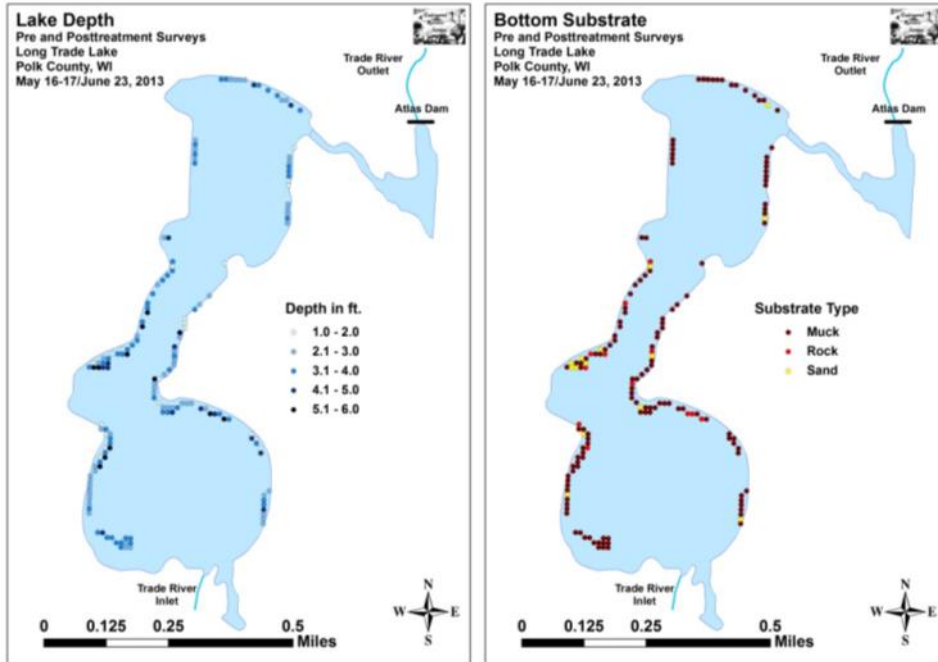 Lake Depth
Pre and Posttreatment Surveys
Long Trade Lake
Polk County, WI
May 16-17/June 23, 2013
Trade River
Outlet
Atlas Dam
Depth in ft.
1.0 - 2.0
2.1 - 3.0
3.1 - 4.0
4.1 - 5.0
5.1 - 6.0
Trade River
Inlet
N
W E
S
0 0.125 0.25 0.5
Miles
Bottom Substrate
Pre and Posttreatment Surveys
Long Trade Lake
Polk County, WI
May 16-17/June 23, 2013
Trade River
Outlet
Atlas Dam
Substrate Type
Muck
Rock
Sand
Trade River
Inlet
N
W E
S
0 0.125 0.25 0.5
Miles